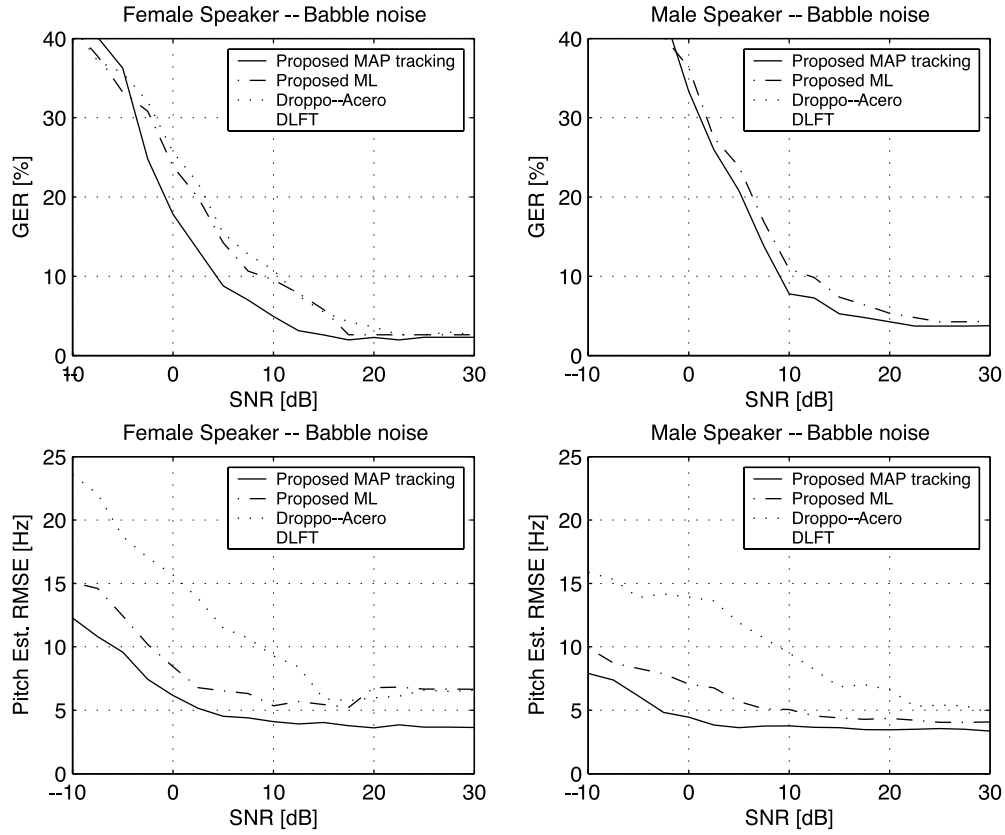 Female Speaker -- Babble noise
40
30
20
10
0
GER [%]
Proposed MAP tracking
Proposed ML
Droppo--Acero
DLFT
0
10
20
30
SNR [dB]
Male Speaker -- Babble noise
40
30
20
10
0
GER [%]
Proposed MAP tracking
Proposed ML
Droppo--Acero
DLFT
--10
0
10
20
30
SNR [dB]
Female Speaker -- Babble noise
25
20
15
10
5
0
Pitch Est. RMSE [Hz]
Proposed MAP tracking
Proposed ML
Droppo--Acero
DLFT
--10
0
10
20
30
SNR [dB]
Male Speaker -- Babble noise
25
20
15
10
5
0
Pitch Est. RMSE [Hz]
Proposed MAP tracking
Proposed ML
Droppo--Acero
DLFT
--10
0
10
20
30
SNR [dB]